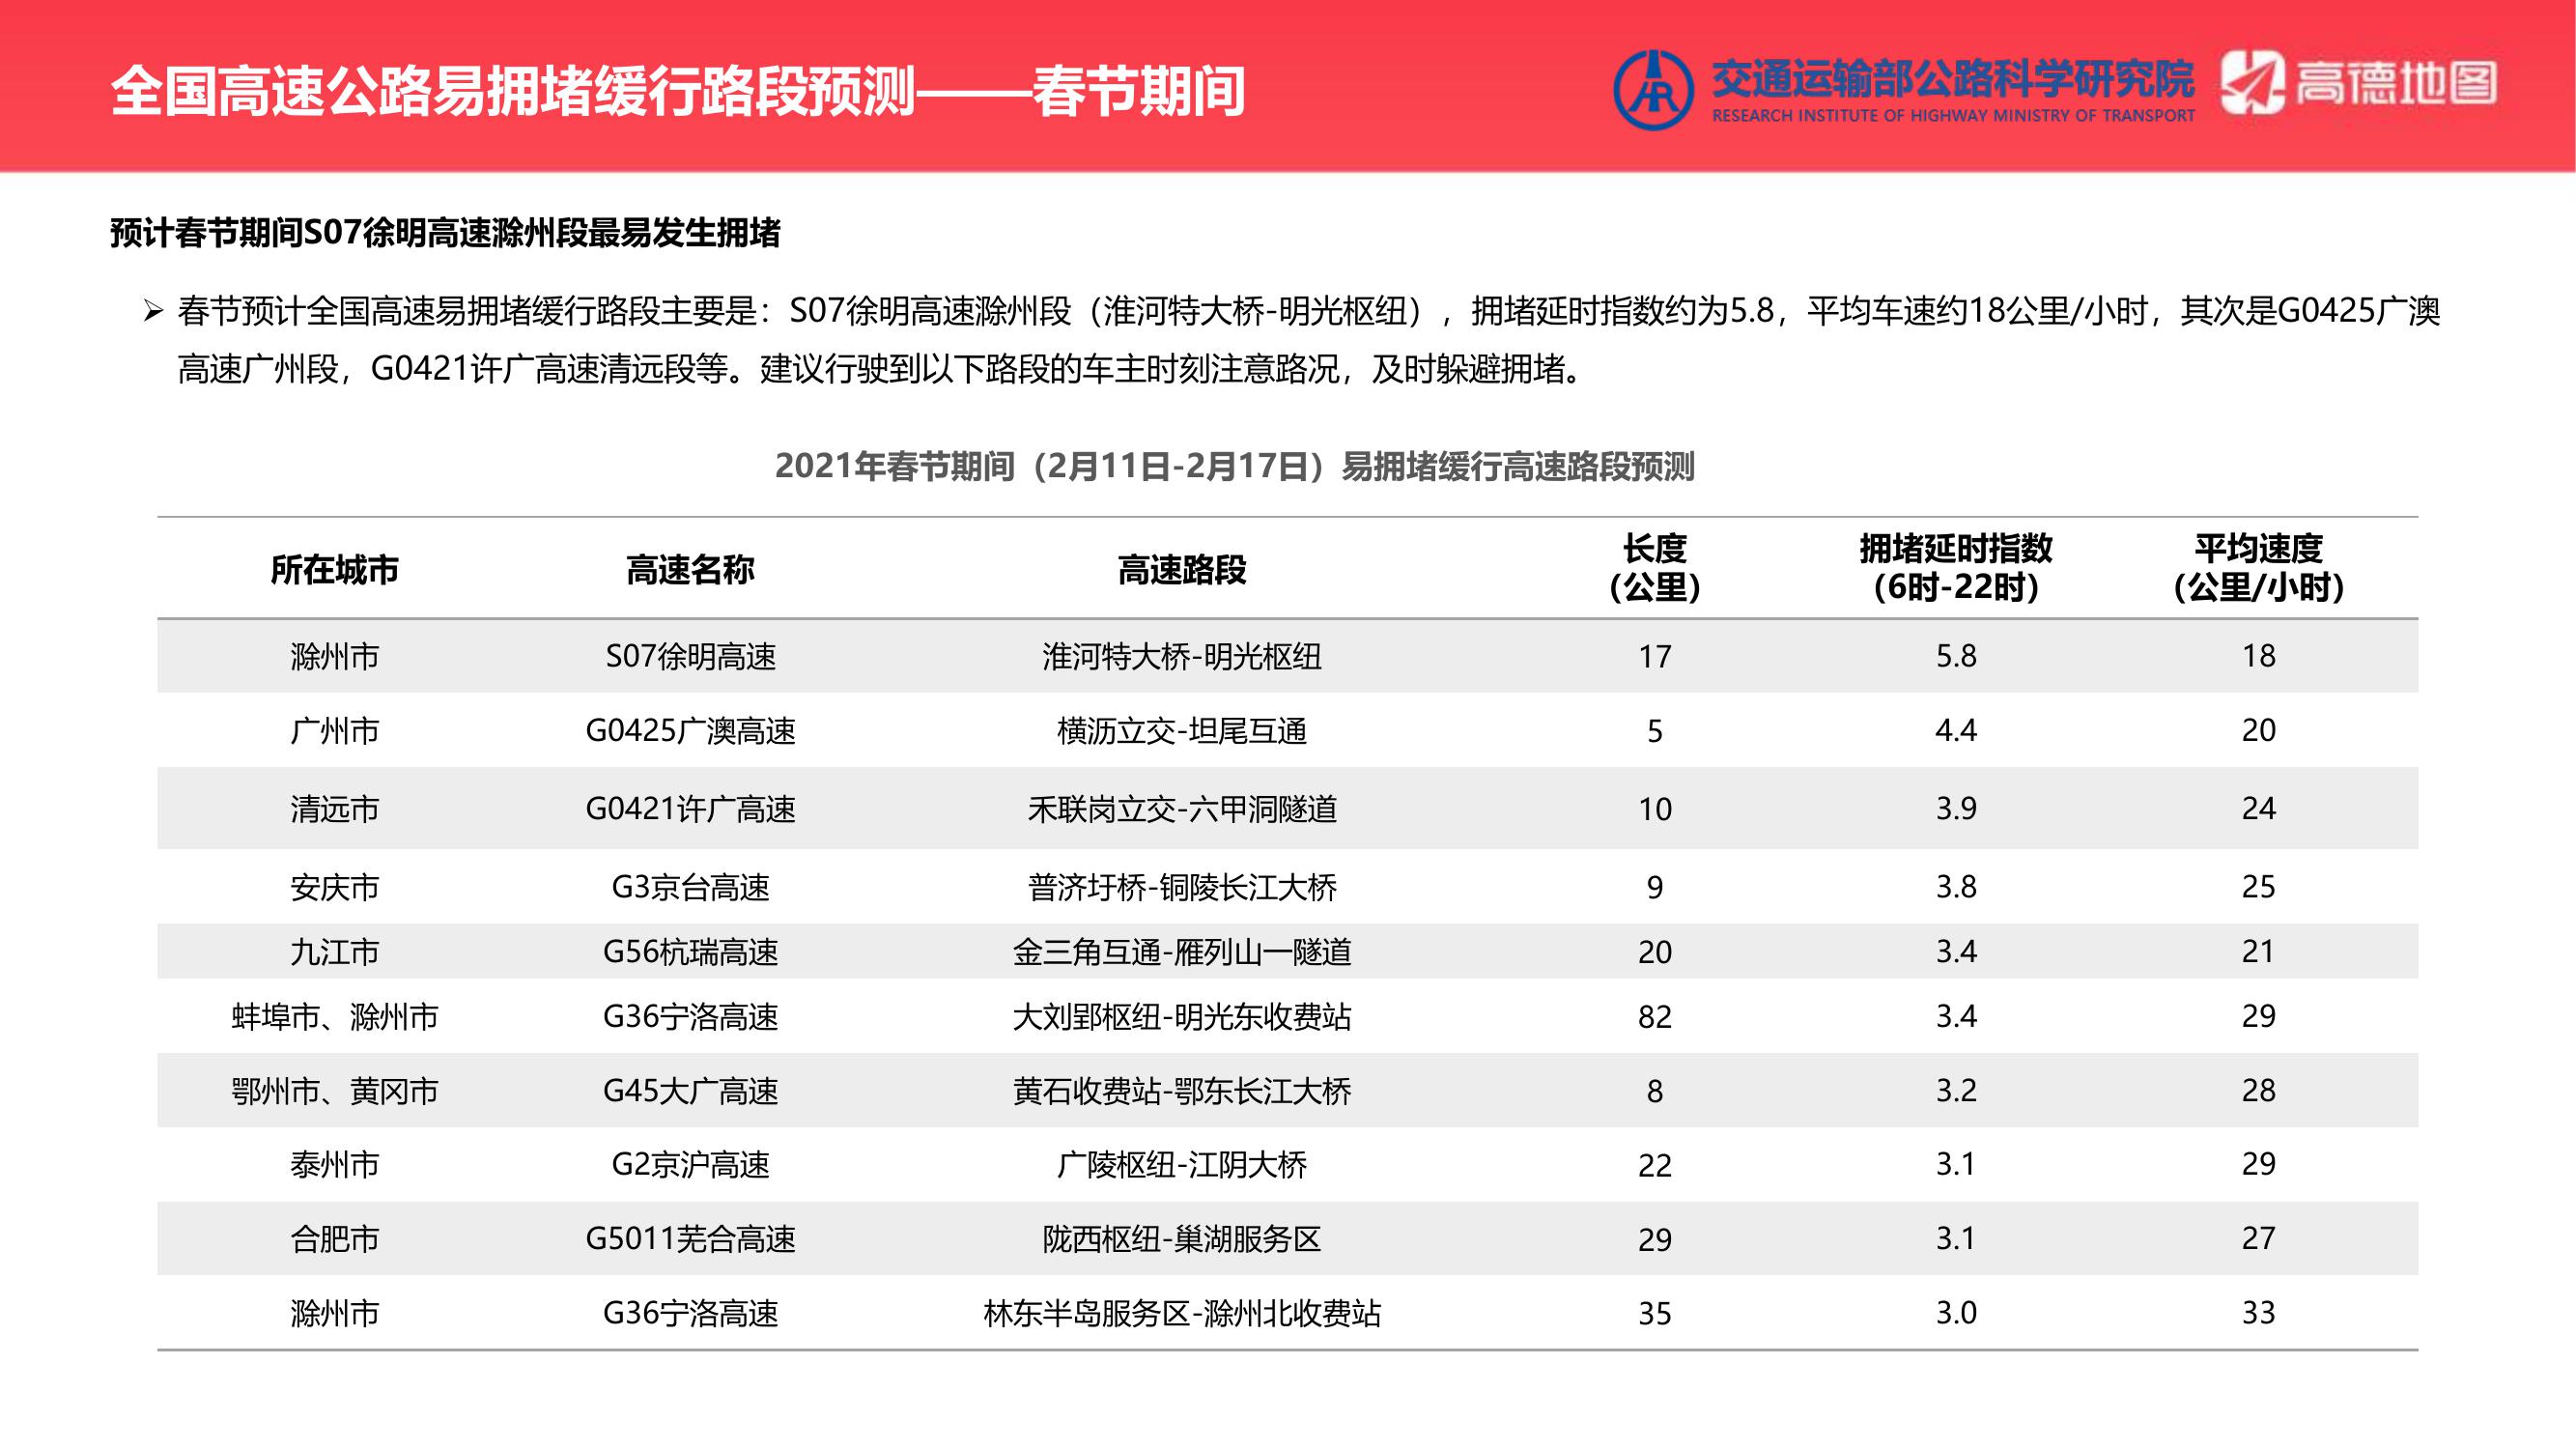 全国高速公路易拥堵缓行路段预测——春节期间
交通运输部公路科学研究院
RESEARCH INSTITUTE OF HIGHWAY MINISTRY OF TRANSPORT
高德地图
预计春节期间S07徐明高速滁州段最易发生拥堵
➢ 春节预计全国高速易拥堵缓行路段主要是：S07徐明高速滁州段（淮河特大桥-明光枢纽），拥堵延时指数约为5.8，平均车速约18公里/小时，其次是G0425广澳
高速广州段，G0421许广高速清远段等。建议行驶到以下路段的车主时刻注意路况，及时躲避拥堵。
2021年春节期间（2月11日-2月17日）易拥堵缓行高速路段预测
所在城市 高速名称 高速路段 长度（公里） 拥堵延时指数（6时-22时） 平均速度（公里/小时）
滁州市 S07徐明高速 淮河特大桥-明光枢纽 17 5.8 18
广州市 G0425广澳高速 横沥立交-坦尾互通 5 4.4 20
清远市 G0421许广高速 禾联岗立交-六甲洞隧道 10 3.9 24
安庆市 G3京台高速 普济圩桥-铜陵长江大桥 9 3.8 25
九江市 G56杭瑞高速 金三角互通-雁列山一隧道 20 3.4 21
蚌埠市、滁州市 G36宁洛高速 大刘郢枢纽-明光东收费站 82 3.4 29
鄂州市、黄冈市 G45大广高速 黄石收费站-鄂东长江大桥 8 3.2 28
泰州市 G2京沪高速 广陵枢纽-江阴大桥 22 3.1 29
合肥市 G5011芜合高速 陇西枢纽-巢湖服务区 29 3.1 27
滁州市 G36宁洛高速 林东半岛服务区-滁州北收费站 35 3.0 33